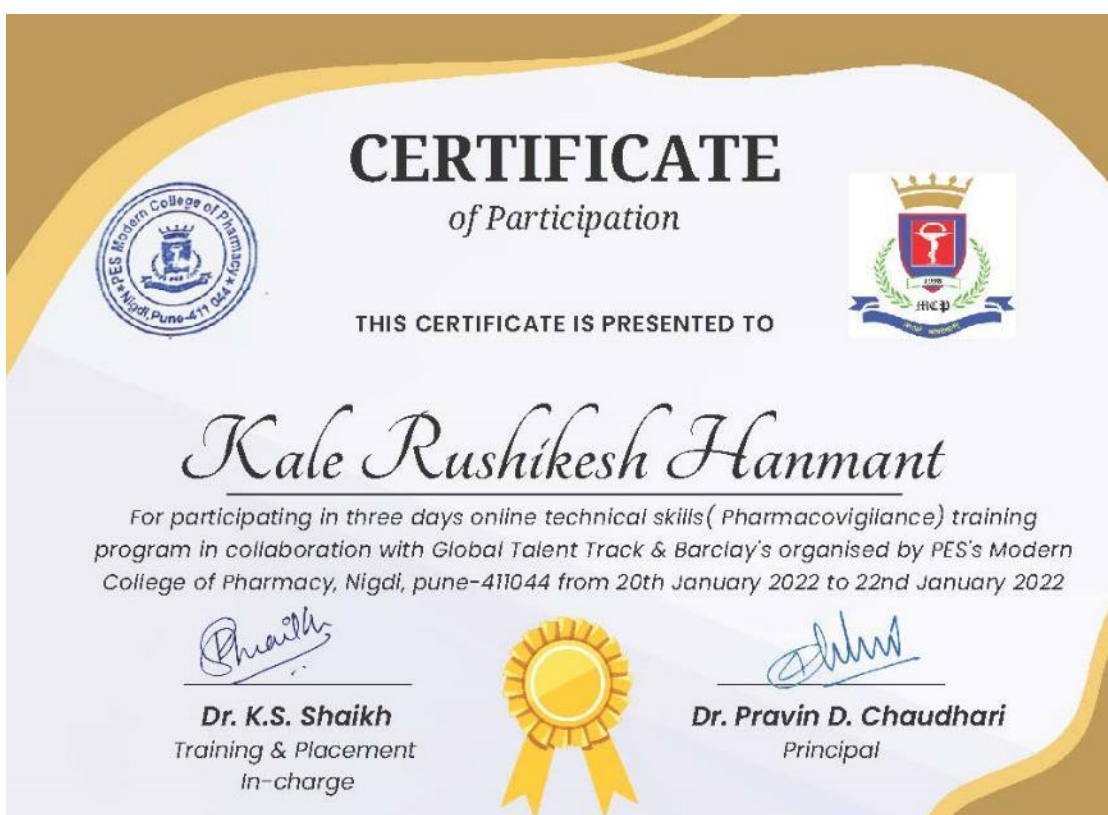 CERTIFICATE
of Participation
PES Modern College of Pharmacy
Nigdi, Pune-411 044
1998
MCP
THIS CERTIFICATE IS PRESENTED TO
Kale Rushikesh Hanmant
For participating in three days online technical skills( Pharmacovigilance) training
program in collaboration with Global Talent Track & Barclay's organised by PES's Modern
College of Pharmacy, Nigdi, pune-411044 from 20th January 2022 to 22nd January 2022
Dr. K.S. Shaikh
Training & Placement
In-charge
Dr. Pravin D. Chaudhari
Principal